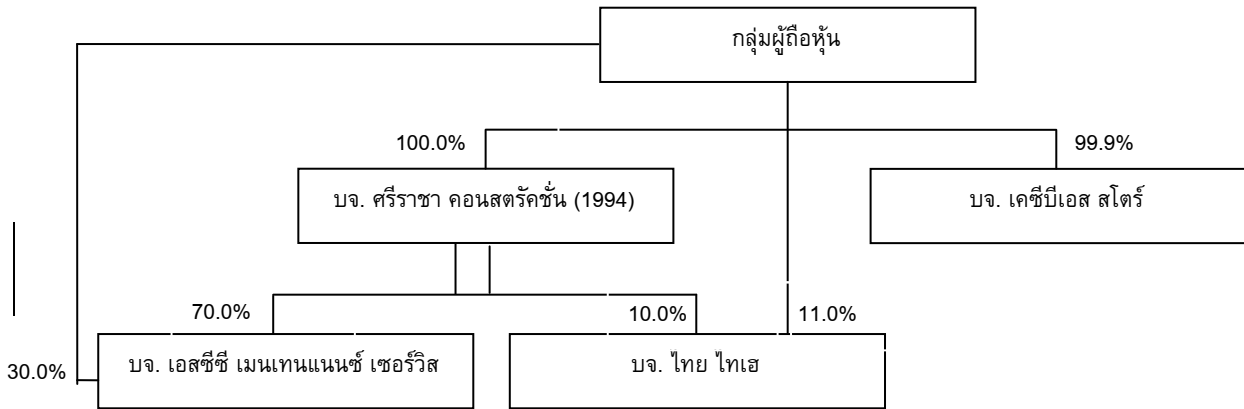 กลุ่มผู้ถือหุ้น
100.0%
99.9%
บจ. ศรีราชา คอนสตรัคชั่น (1994)
บจ. เคซีบีเอส สโตร์
70.0%
10.0%
11.0%
30.0%
บจ. เอสซีซี เมนเทนแนนซ์ เซอร์วิส
บจ. ไทย ไทเฮ